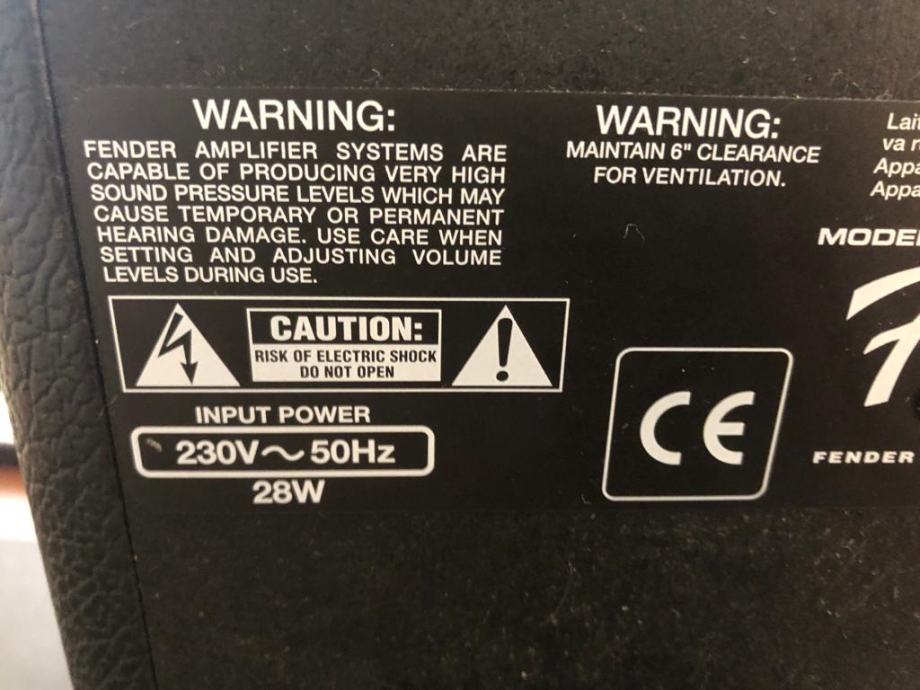 WARNING:
FENDER AMPLIFIER SYSTEMS ARE
CAPABLE OF PRODUCING VERY HIGH
SOUND PRESSURE LEVELS WHICH MAY
CAUSE TEMPORARY OR PERMANENT
HEARING DAMAGE. USE CARE WHEN
SETTING AND ADJUSTING VOLUME
LEVELS DURING USE.
CAUTION:
RISK OF ELECTRIC SHOCK
DO NOT OPEN
INPUT POWER
230V～50Hz
28W
WARNING:
MAINTAIN 6" CLEARANCE
FOR VENTILATION.
CE
va
FENDER